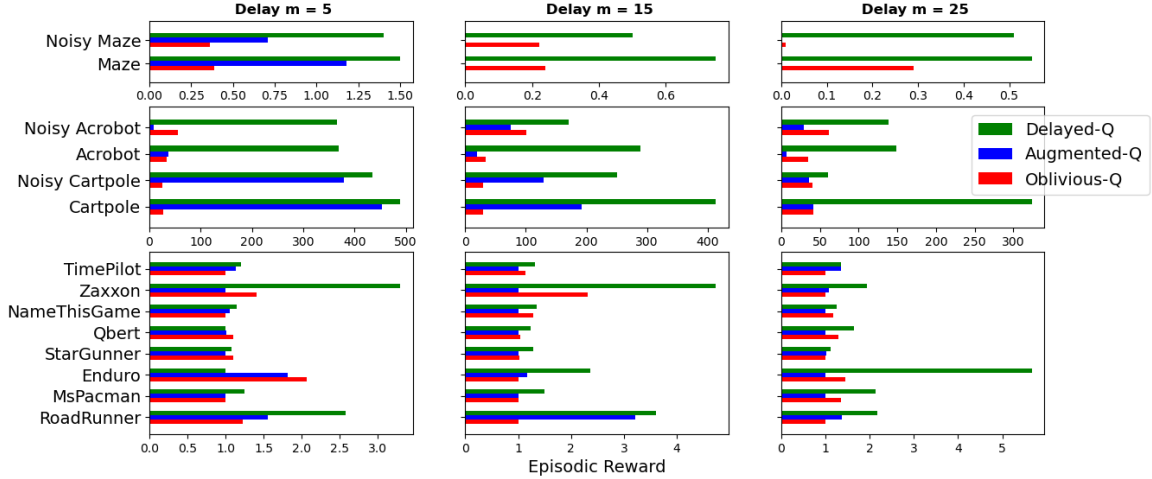 Delay m = 5 Delay m = 15 Delay m = 25
Noisy Maze
Maze
0.00 0.25 0.50 0.75 1.00 1.25 1.50 0.0 0.2 0.4 0.6 0.0 0.1 0.2 0.3 0.4 0.5
Noisy Acrobot
Acrobot
Noisy Cartpole
Cartpole
Delayed-Q
Augmented-Q
Oblivious-Q
0 100 200 300 400 500 0 100 200 300 400 0 50 100 150 200 250 300
TimePilot
Zaxxon
NameThisGame
Qbert
StarGunner
Enduro
MsPacman
RoadRunner
0.0 0.5 1.0 1.5 2.0 2.5 3.0 0 1 2 3 4 0 1 2 3 4 5
Episodic Reward